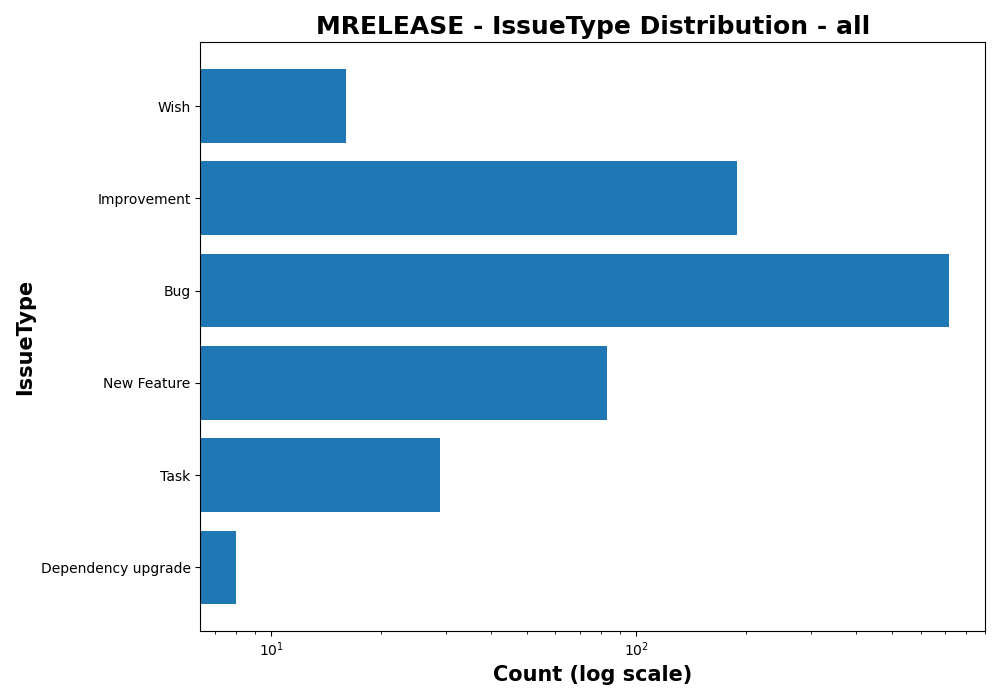 MRELEASE - IssueType Distribution - all
IssueType
Wish
Improvement
Bug
New Feature
Task
Dependency upgrade
10¹ 10²
Count (log scale)